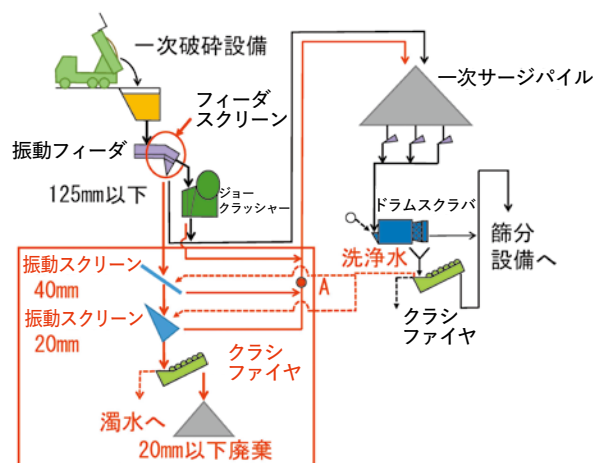 一次破砕設備
フィーダ
スクリーン
振動フィーダ
125mm以下
ジョー
クラッシャー
一次サージパイル
ドラムスクラバ
洗浄水
篩分
設備へ
クラシ
ファイヤ
振動スクリーン
40mm
A
振動スクリーン
20mm
クラシ
ファイヤ
濁水へ
20mm以下廃棄